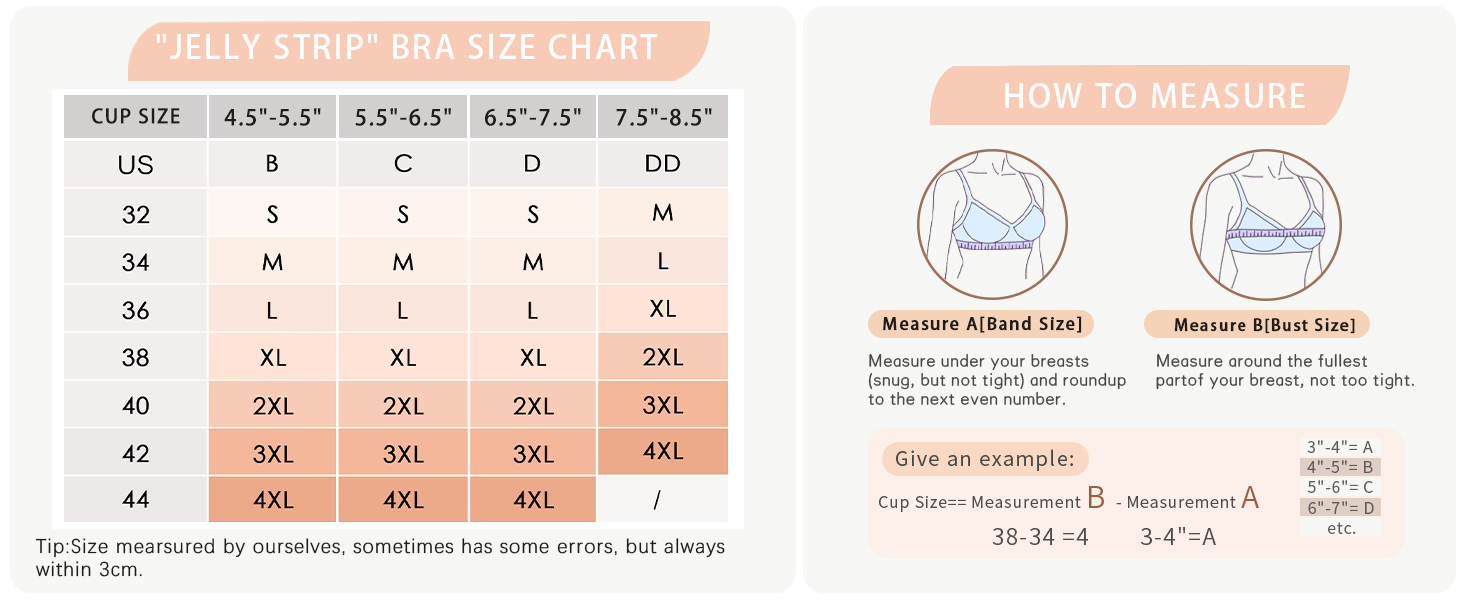 "JELLY STRIP" BRA SIZE CHART
CUP SIZE 4.5"-5.5" 5.5"-6.5" 6.5"-7.5" 7.5"-8.5"
US B C D DD
32 S S S M
34 M M M L
36 L L L XL
38 XL XL XL 2XL
40 2XL 2XL 2XL 3XL
42 3XL 3XL 3XL 4XL
44 4XL 4XL 4XL /
Tip:Size mearsured by ourselves, sometimes has some errors, but always
within 3cm.
HOW TO MEASURE
Measure A[Band Size]
Measure under your breasts
(snug, but not tight) and roundup
to the next even number.
Measure B[Bust Size]
Measure around the fullest
partof your breast, not too tight.
Give an example:
Cup Size== Measurement B - Measurement A
38-34 =4 3-4"=A
3"-4"= A
4"-5"= B
5"-6"= C
6"-7"= D
etc.